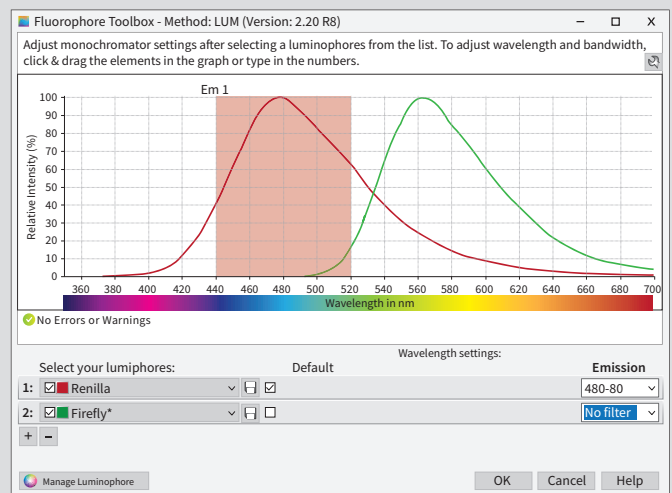 Fluorophore Toolbox - Method: LUM (Version: 2.20 R8)
Adjust monochromator settings after selecting a luminophores from the list. To adjust wavelength and bandwidth,
click & drag the elements in the graph or type in the numbers.
Em 1
Relative Intensity (%)
100
90
80
70
60
50
40
30
20
10
0
360 380 400 420 440 460 480 500 520 540 560 580 600 620 640 660 680 700
Wavelength in nm
No Errors or Warnings
Wavelength settings:
Select your lumiphores: Default Emission
1: Renilla 480-80
2: Firefly* No filter
+ -
Manage Luminophore OK Cancel Help